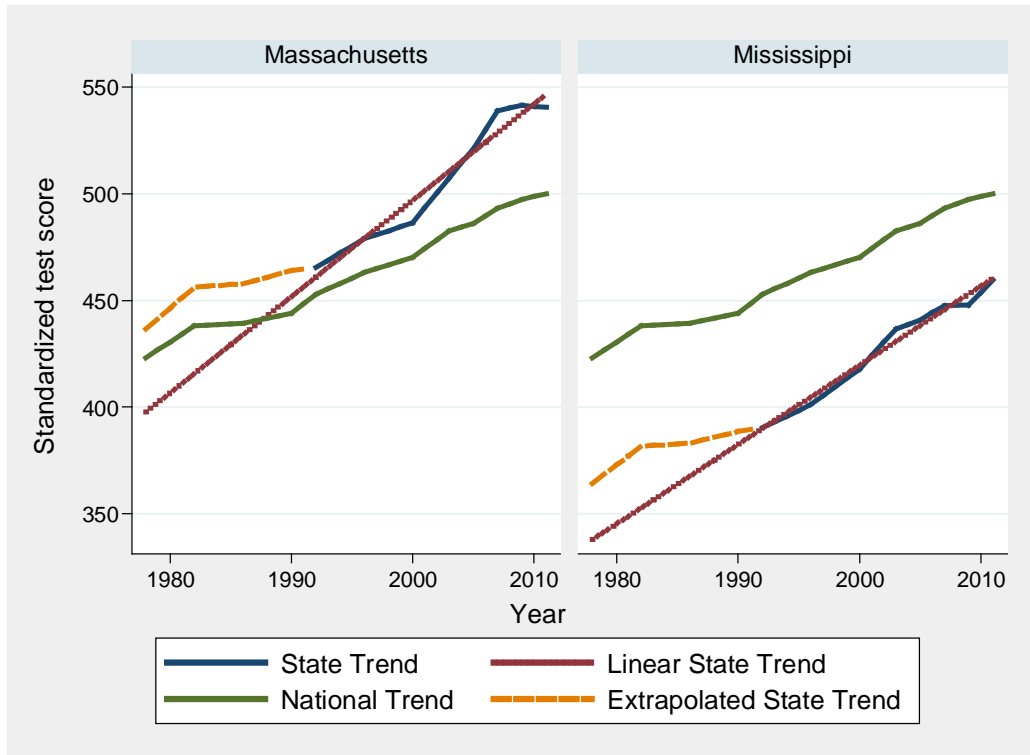 Massachusetts Mississippi
550
500
450
400
350
Standardized test score
1980 1990 2000 2010 1980 1990 2000 2010
Year
State Trend Linear State Trend
National Trend Extrapolated State Trend